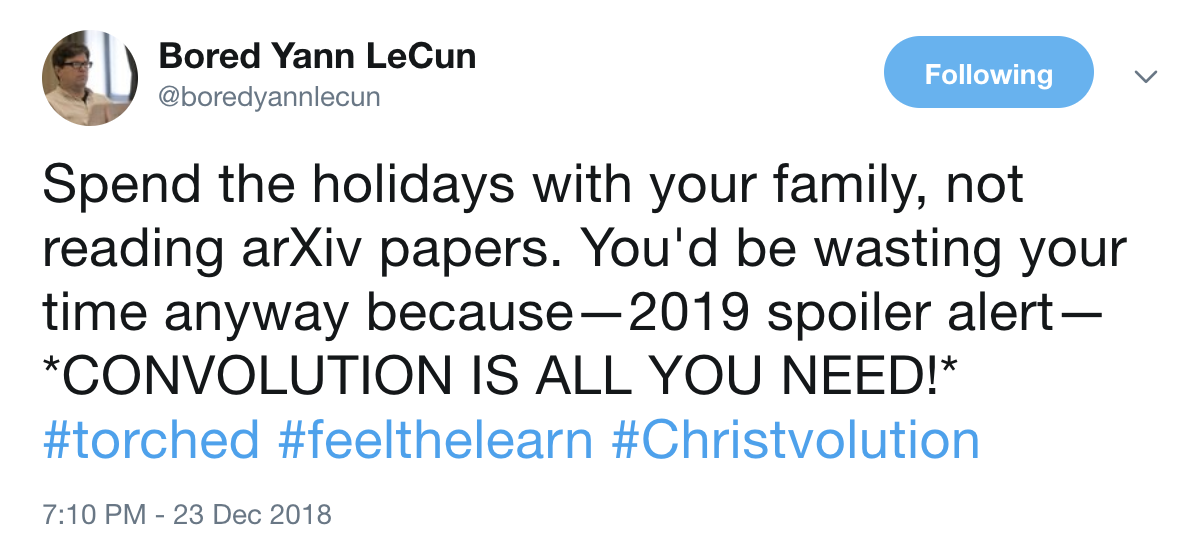 Bored Yann LeCun
@boredyannlecun
Following
Spend the holidays with your family, not
reading arXiv papers. You'd be wasting your
time anyway because—2019 spoiler alert—
*CONVOLUTION IS ALL YOU NEED!*
#torched #feelthelearn #Christvolution
7:10 PM - 23 Dec 2018